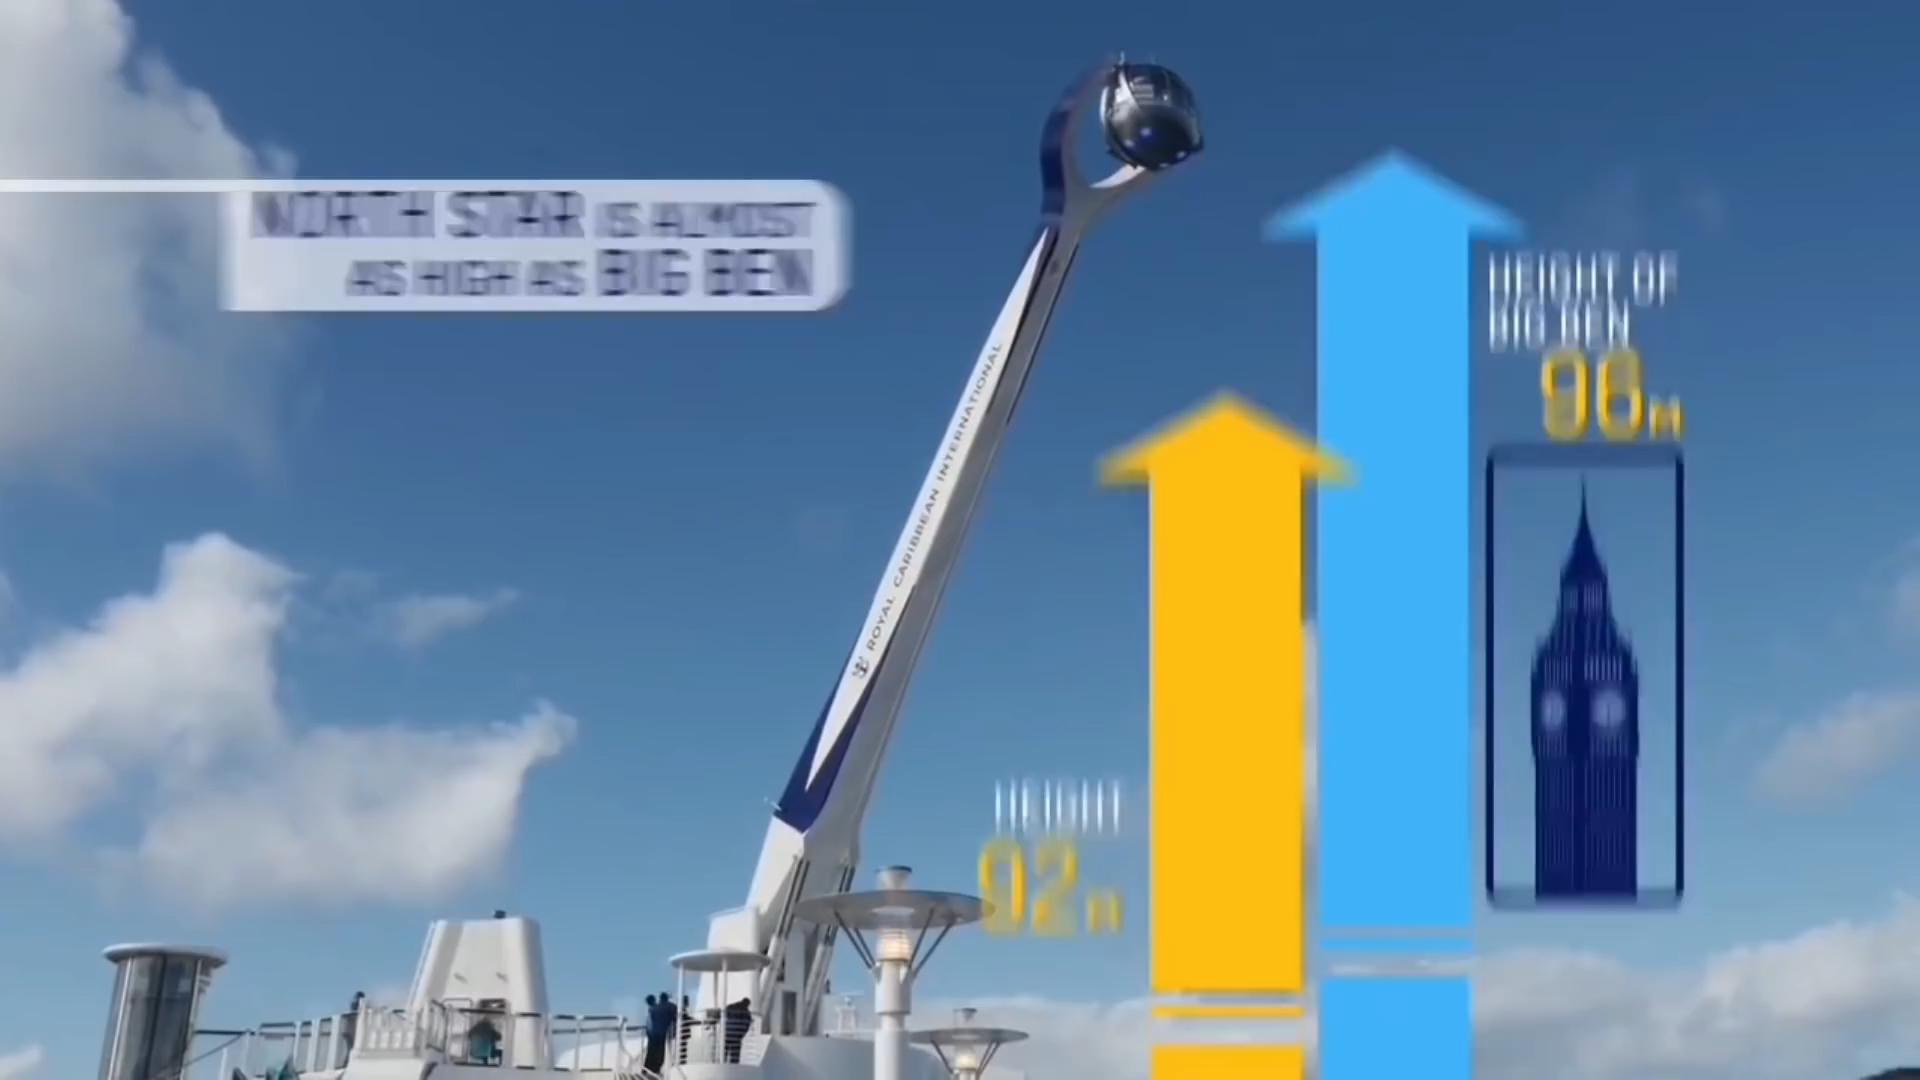 NORTH STAR IS ALMOST
AS HIGH AS BIG BEN
HEIGHT OF
BIG BEN
96M
ROYAL CARIBBEAN INTERNATIONAL
HEIGHT
92M